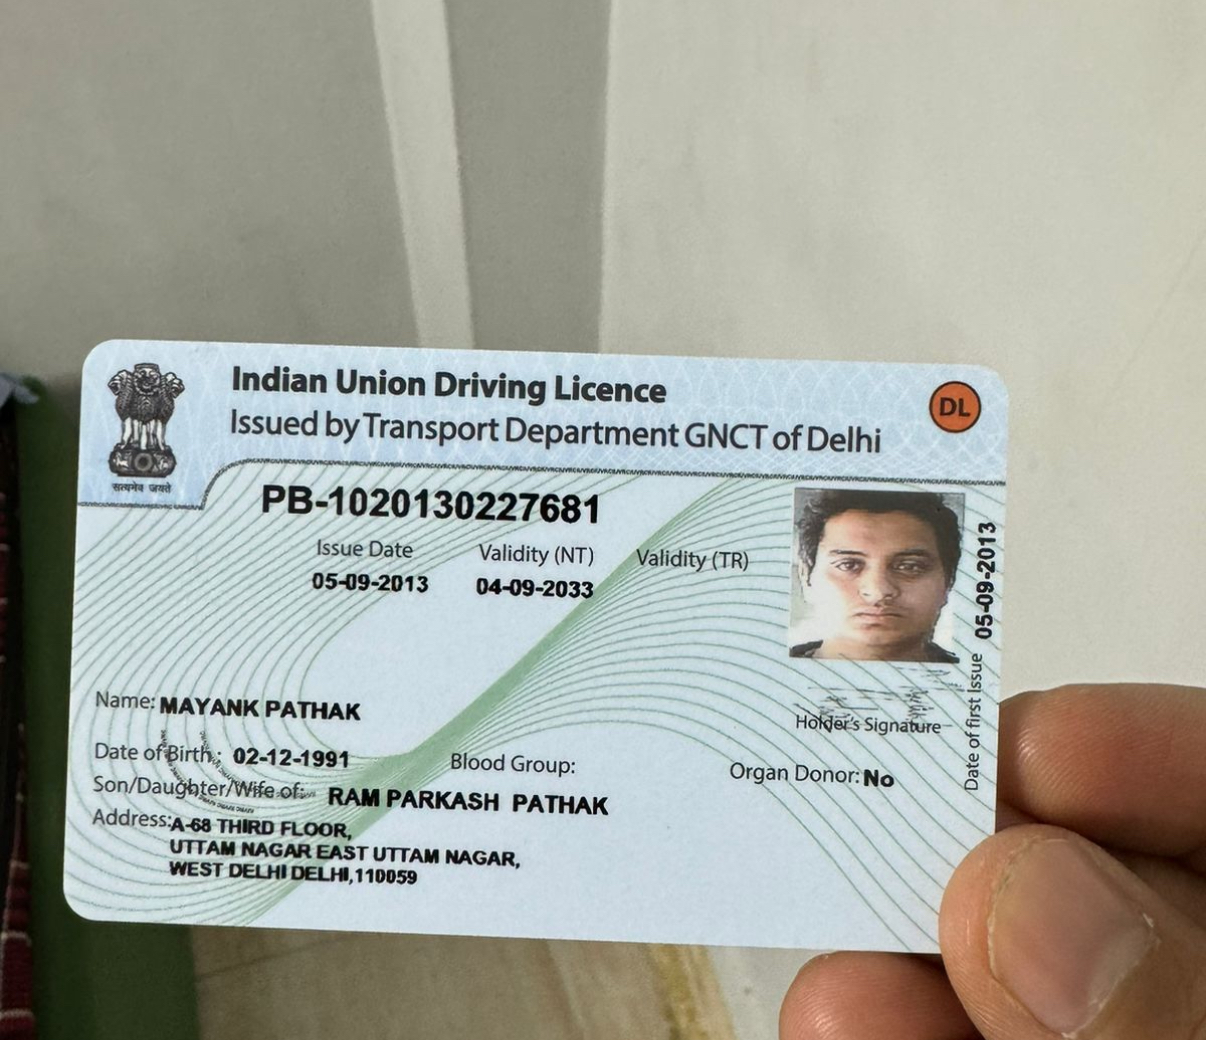 Indian Union Driving Licence
Issued by Transport Department GNCT of Delhi
DL
सत्यमेव जयते
PB-1020130227681
Issue Date Validity (NT) Validity (TR)
05-09-2013 04-09-2033
Date of first Issue 05-09-2013
Holder's Signature
Name: MAYANK PATHAK
Date of Birth: 02-12-1991 Blood Group: Organ Donor: No
Son/Daughter/Wife of: RAM PARKASH PATHAK
Address: A-68 THIRD FLOOR,
UTTAM NAGAR EAST UTTAM NAGAR,
WEST DELHI DELHI,110059